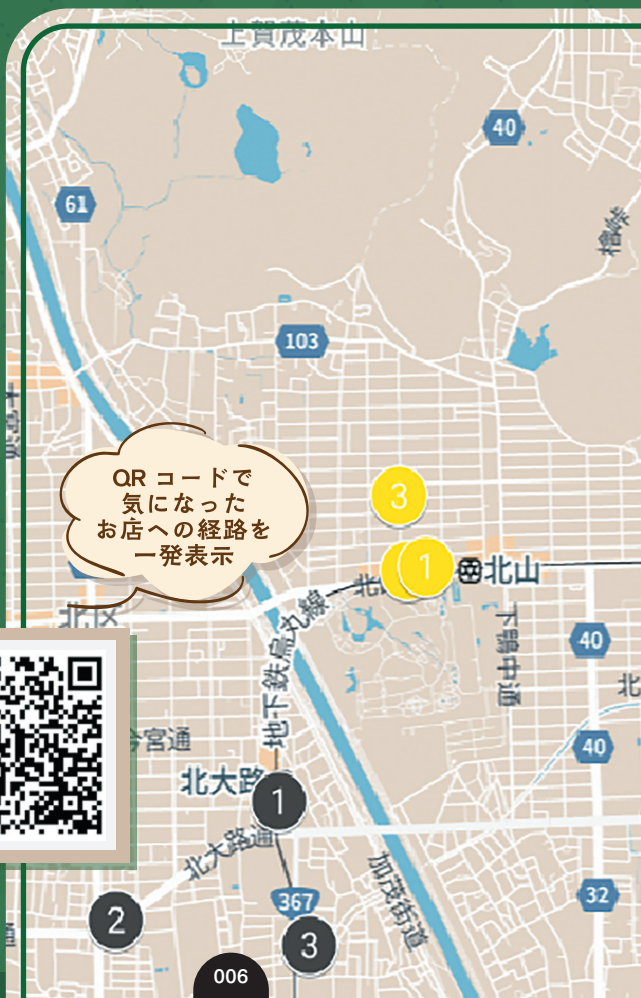 上賀茂本山
40
61
103
QR コードで
気になった
お店への経路を
一発表示
3
1
北山
地下鉄烏丸線
下鴨中通
40
北区
北
今宮通
40
北大路
1
北大路通
加茂街道
367
32
2
3
006